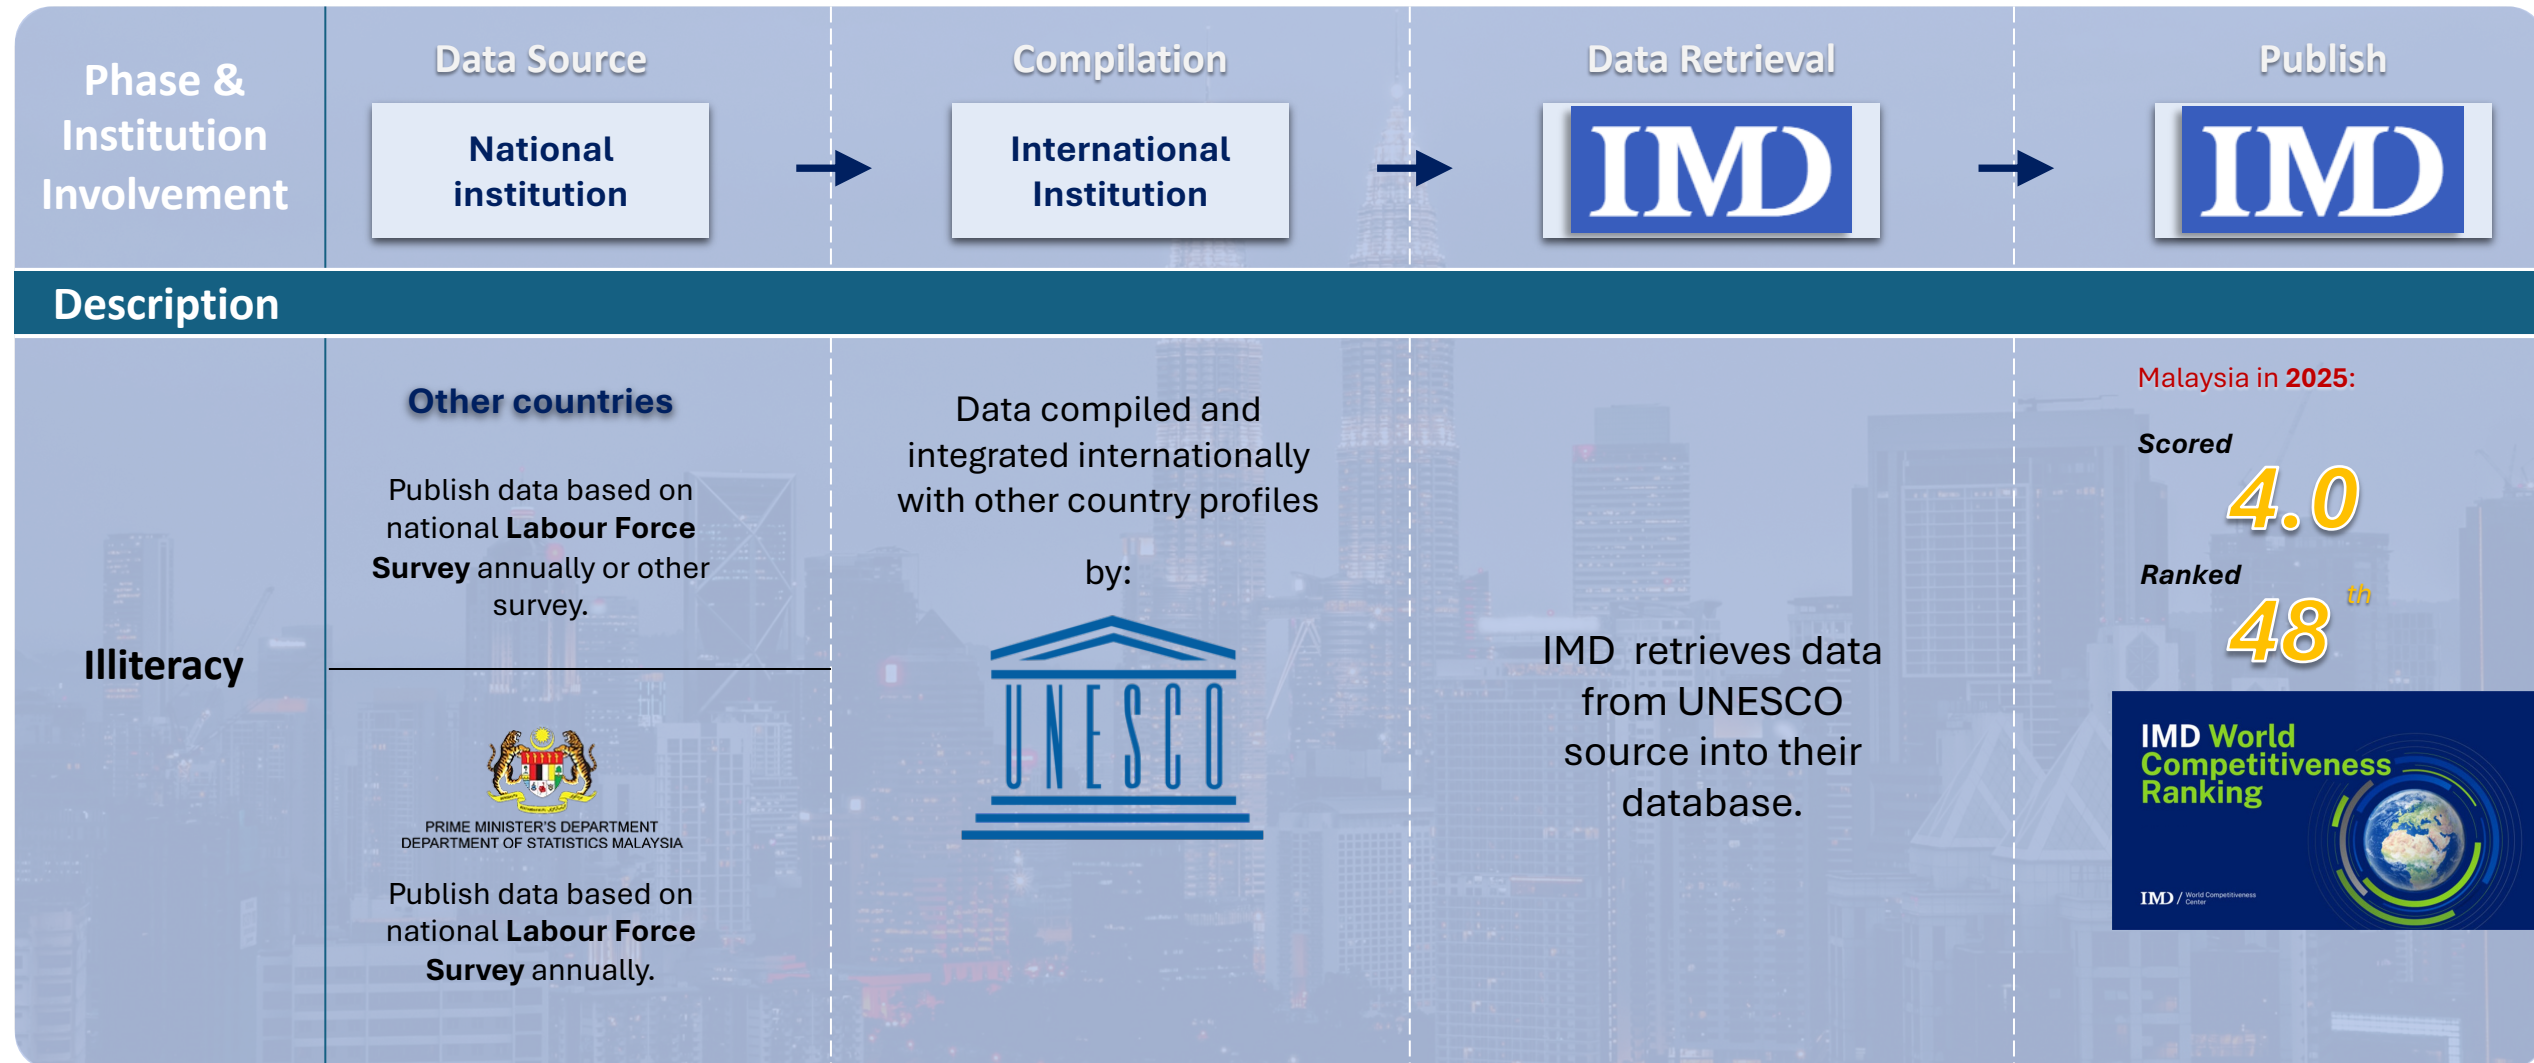 Phase &
Institution
Involvement
Data Source
National
institution
Compilation
International
Institution
Data Retrieval
IMD
Publish
IMD
Description
Illiteracy
Other countries
Publish data based on
national Labour Force
Survey annually or other
survey.
PRIME MINISTER'S DEPARTMENT
DEPARTMENT OF STATISTICS MALAYSIA
Publish data based on
national Labour Force
Survey annually.
Data compiled and
integrated internationally
with other country profiles
by:
UNESCO
IMD retrieves data
from UNESCO
source into their
database.
Malaysia in 2025:
Scored
4.0
Ranked
48th
IMD World
Competitiveness
Ranking
IMD / World Competitiveness
Center